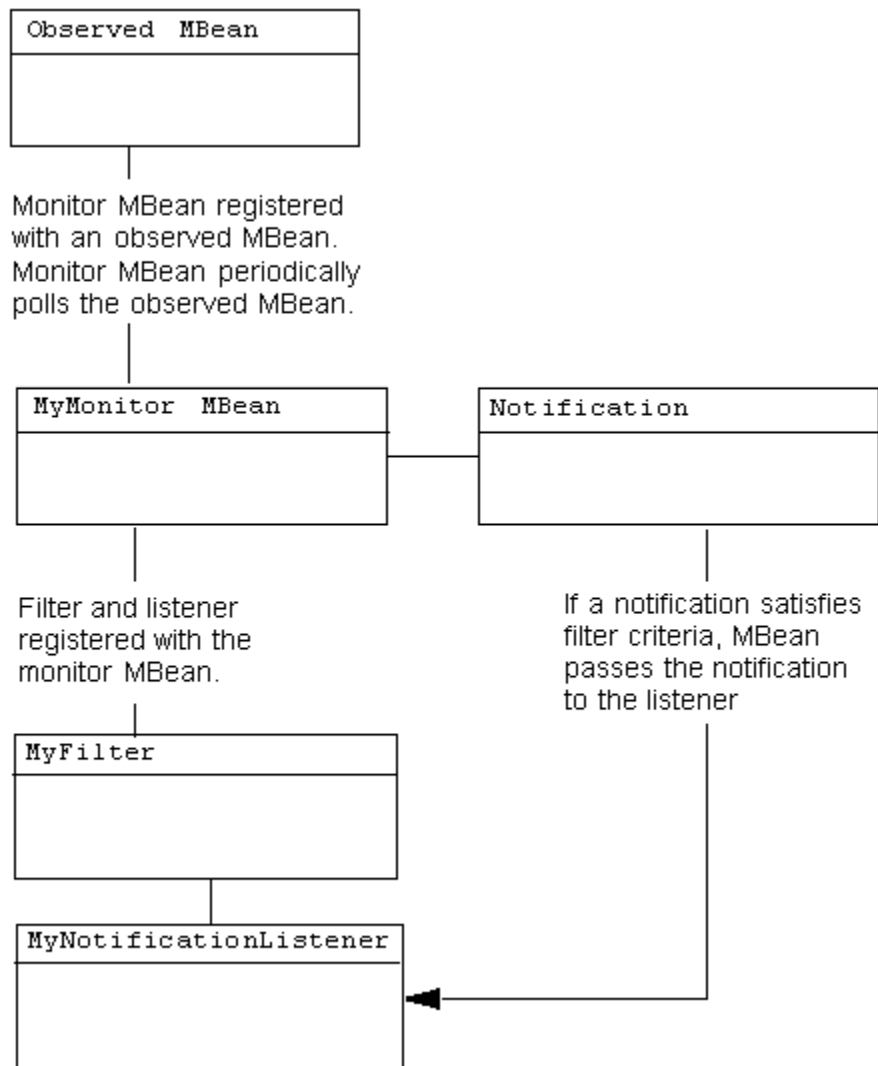 Observed MBean
Monitor MBean registered
with an observed MBean.
Monitor MBean periodically
polls the observed MBean.
MyMonitor MBean
Notification
Filter and listener
registered with the
monitor MBean.
If a notification satisfies
filter criteria, MBean
passes the notification
to the listener
MyFilter
MyNotificationListener